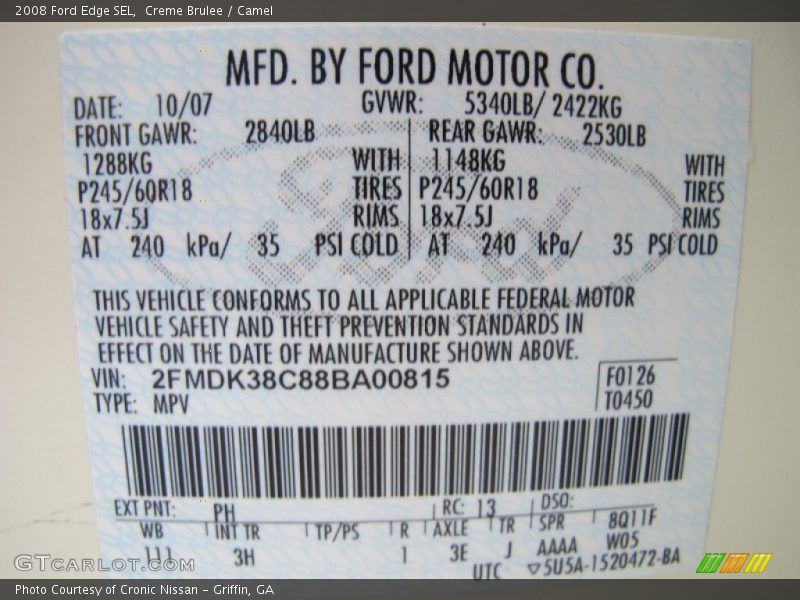 2008 Ford Edge SEL,  Creme Brulee / Camel
MFD. BY FORD MOTOR CO.
DATE: 10/07 GVWR: 5340LB/ 2422KG
FRONT GAWR: 2840LB REAR GAWR: 2530LB
1288KG WITH 1148KG WITH
P245/60R18 TIRES P245/60R18 TIRES
18x7.5J RIMS 18x7.5J RIMS
AT 240 kPa/ 35 PSI COLD AT 240 kPa/ 35 PSI COLD
THIS VEHICLE CONFORMS TO ALL APPLICABLE FEDERAL MOTOR
VEHICLE SAFETY AND THEFT PREVENTION STANDARDS IN
EFFECT ON THE DATE OF MANUFACTURE SHOWN ABOVE.
VIN: 2FMDK38C88BA00815 F0126
TYPE: MPV T0450
EXT PNT: PH RC: 13 DSO:
WB INT TR TP/PS R AXLE TR SPR 8Q11F
111 3H 1 3E J AAAA W05
UTC ▽5U5A-1520472-BA
GTCARLOT.COM
Photo Courtesy of Cronic Nissan - Griffin, GA